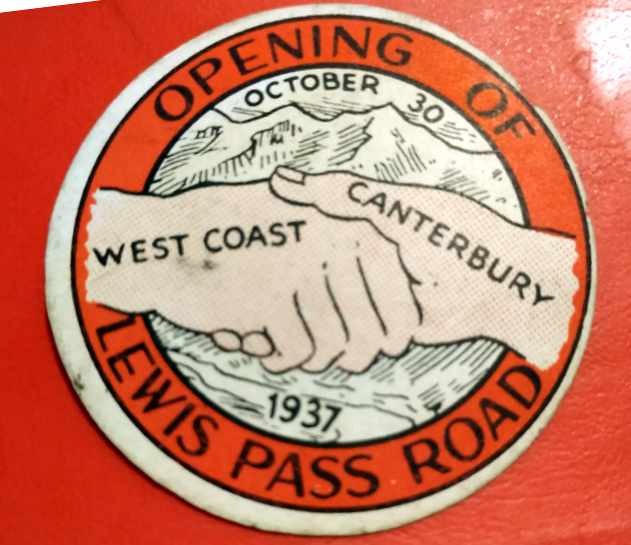 OPENING OF
OCTOBER 30
WEST COAST
CANTERBURY
1937
LEWIS PASS ROAD